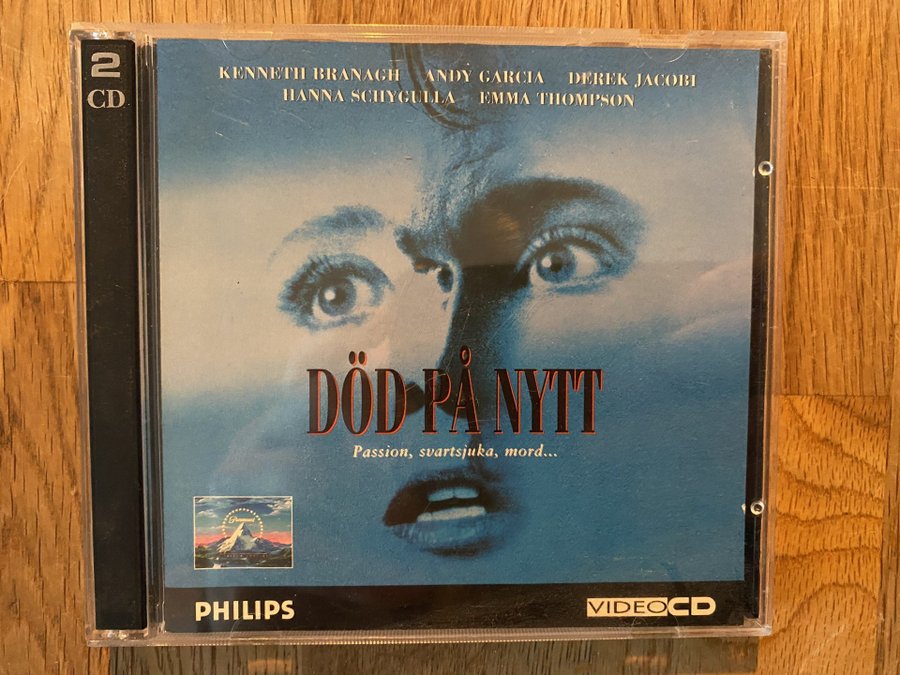 2
CD
KENNETH BRANAGH ANDY GARCIA DEREK JACOBI
HANNA SCHYGULLA EMMA THOMPSON
DÖD PÅ NYTT
Passion, svartsjuka, mord...
Paramount
PHILIPS
VIDEO CD